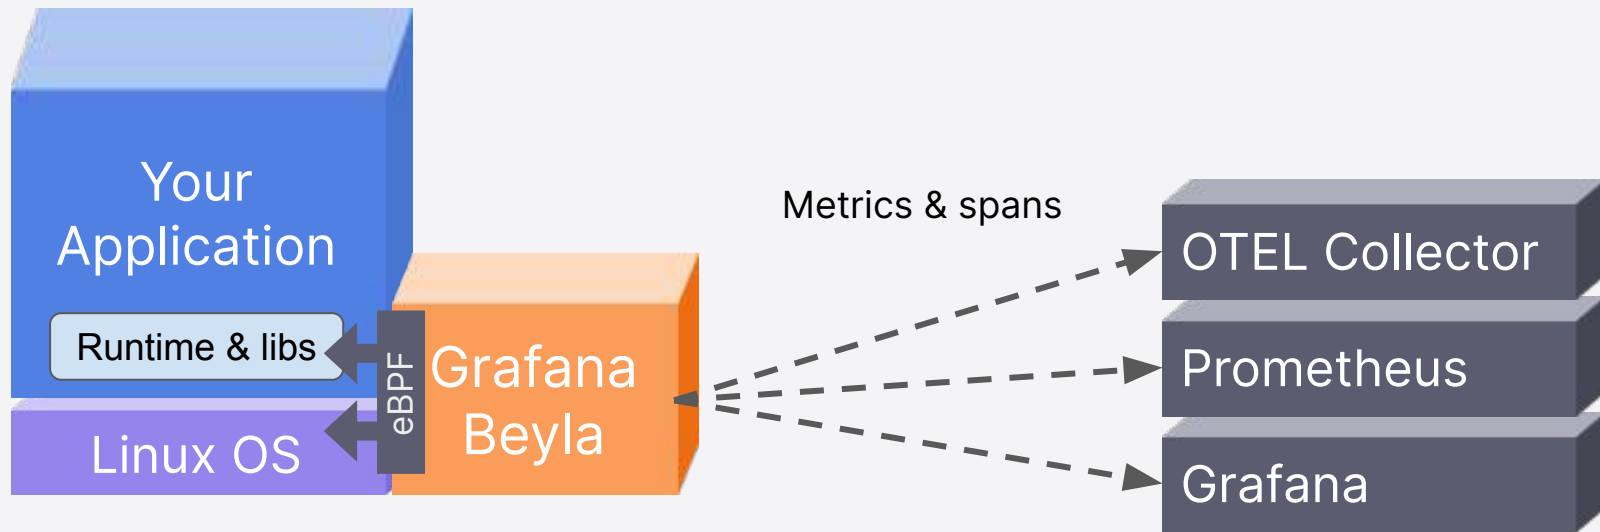 Your
Application
Runtime & libs
Linux OS
eBPF
Grafana
Beyla
Metrics & spans
OTEL Collector
Prometheus
Grafana